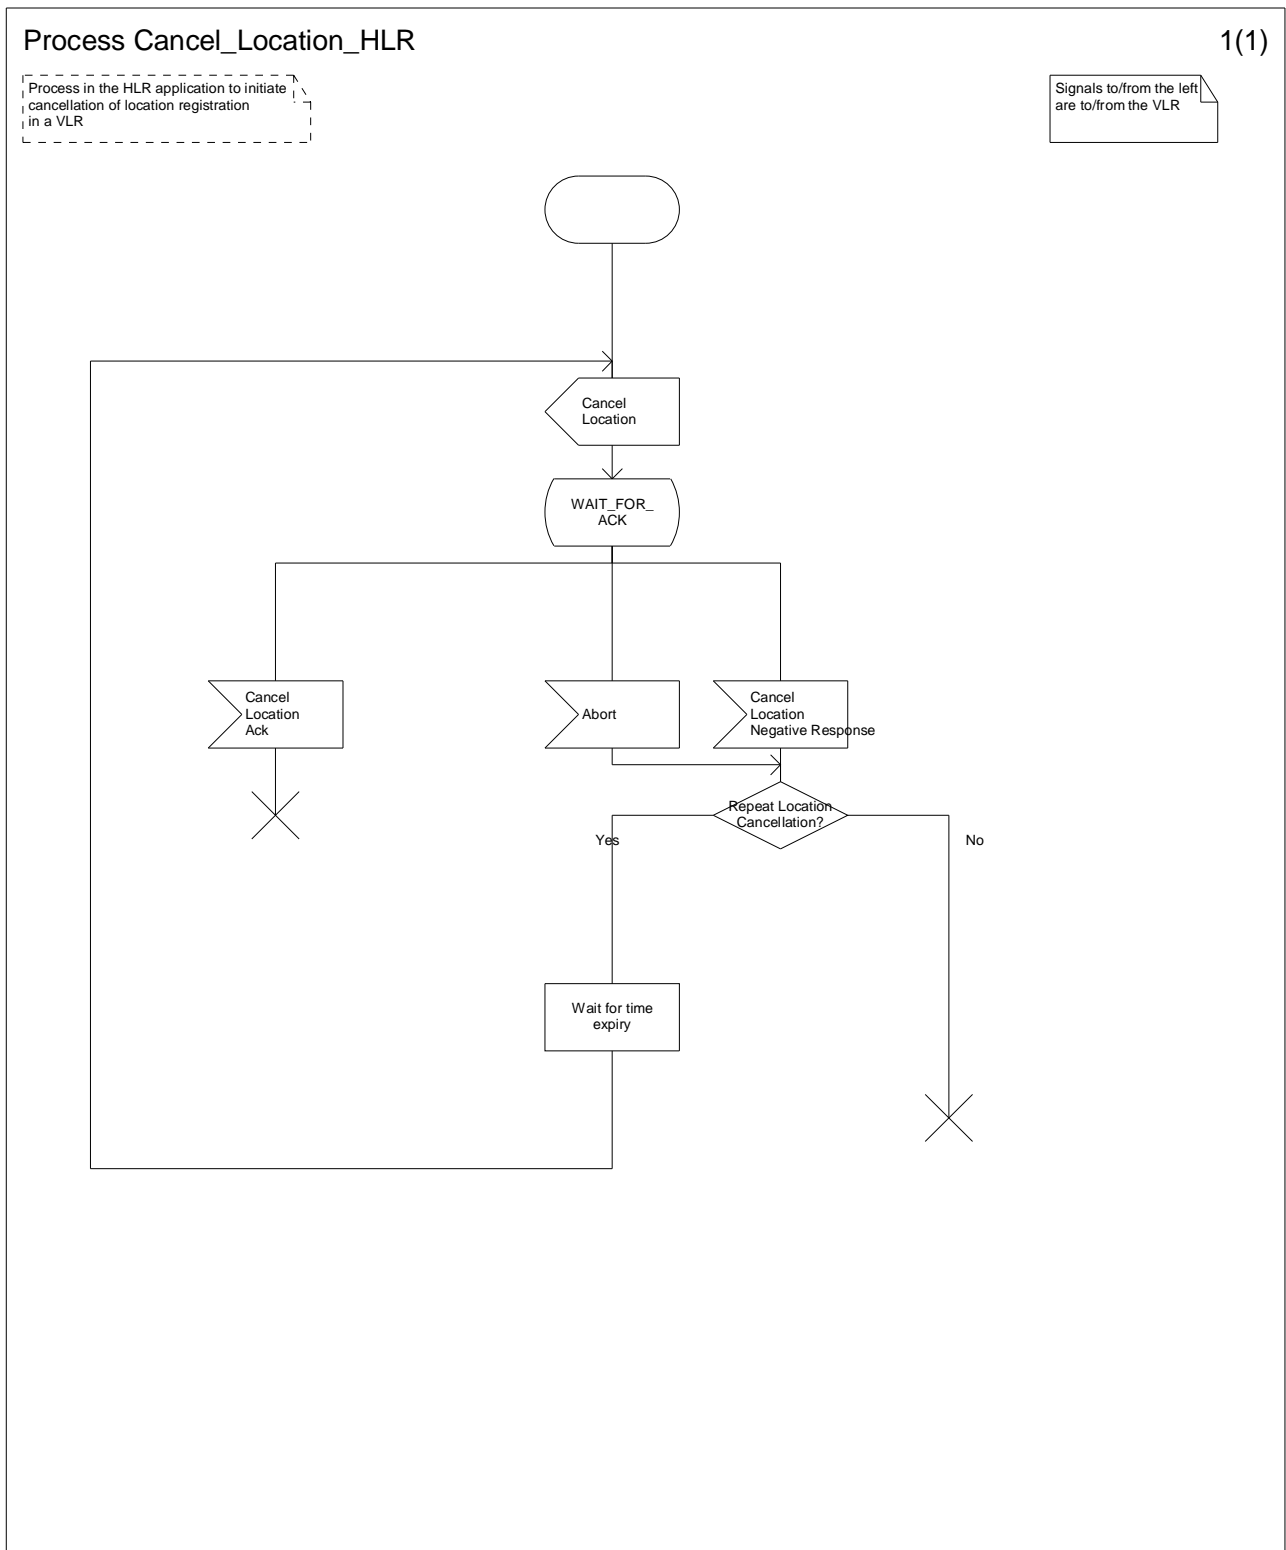 Process Cancel_Location_HLR
1(1)
Process in the HLR application to initiate
cancellation of location registration
in a VLR
Signals to/from the left
are to/from the VLR
Cancel
Location
WAIT_FOR_
ACK
Cancel
Location
Ack
Abort
Cancel
Location
Negative Response
Repeat Location
Cancellation?
Yes
No
Wait for time
expiry